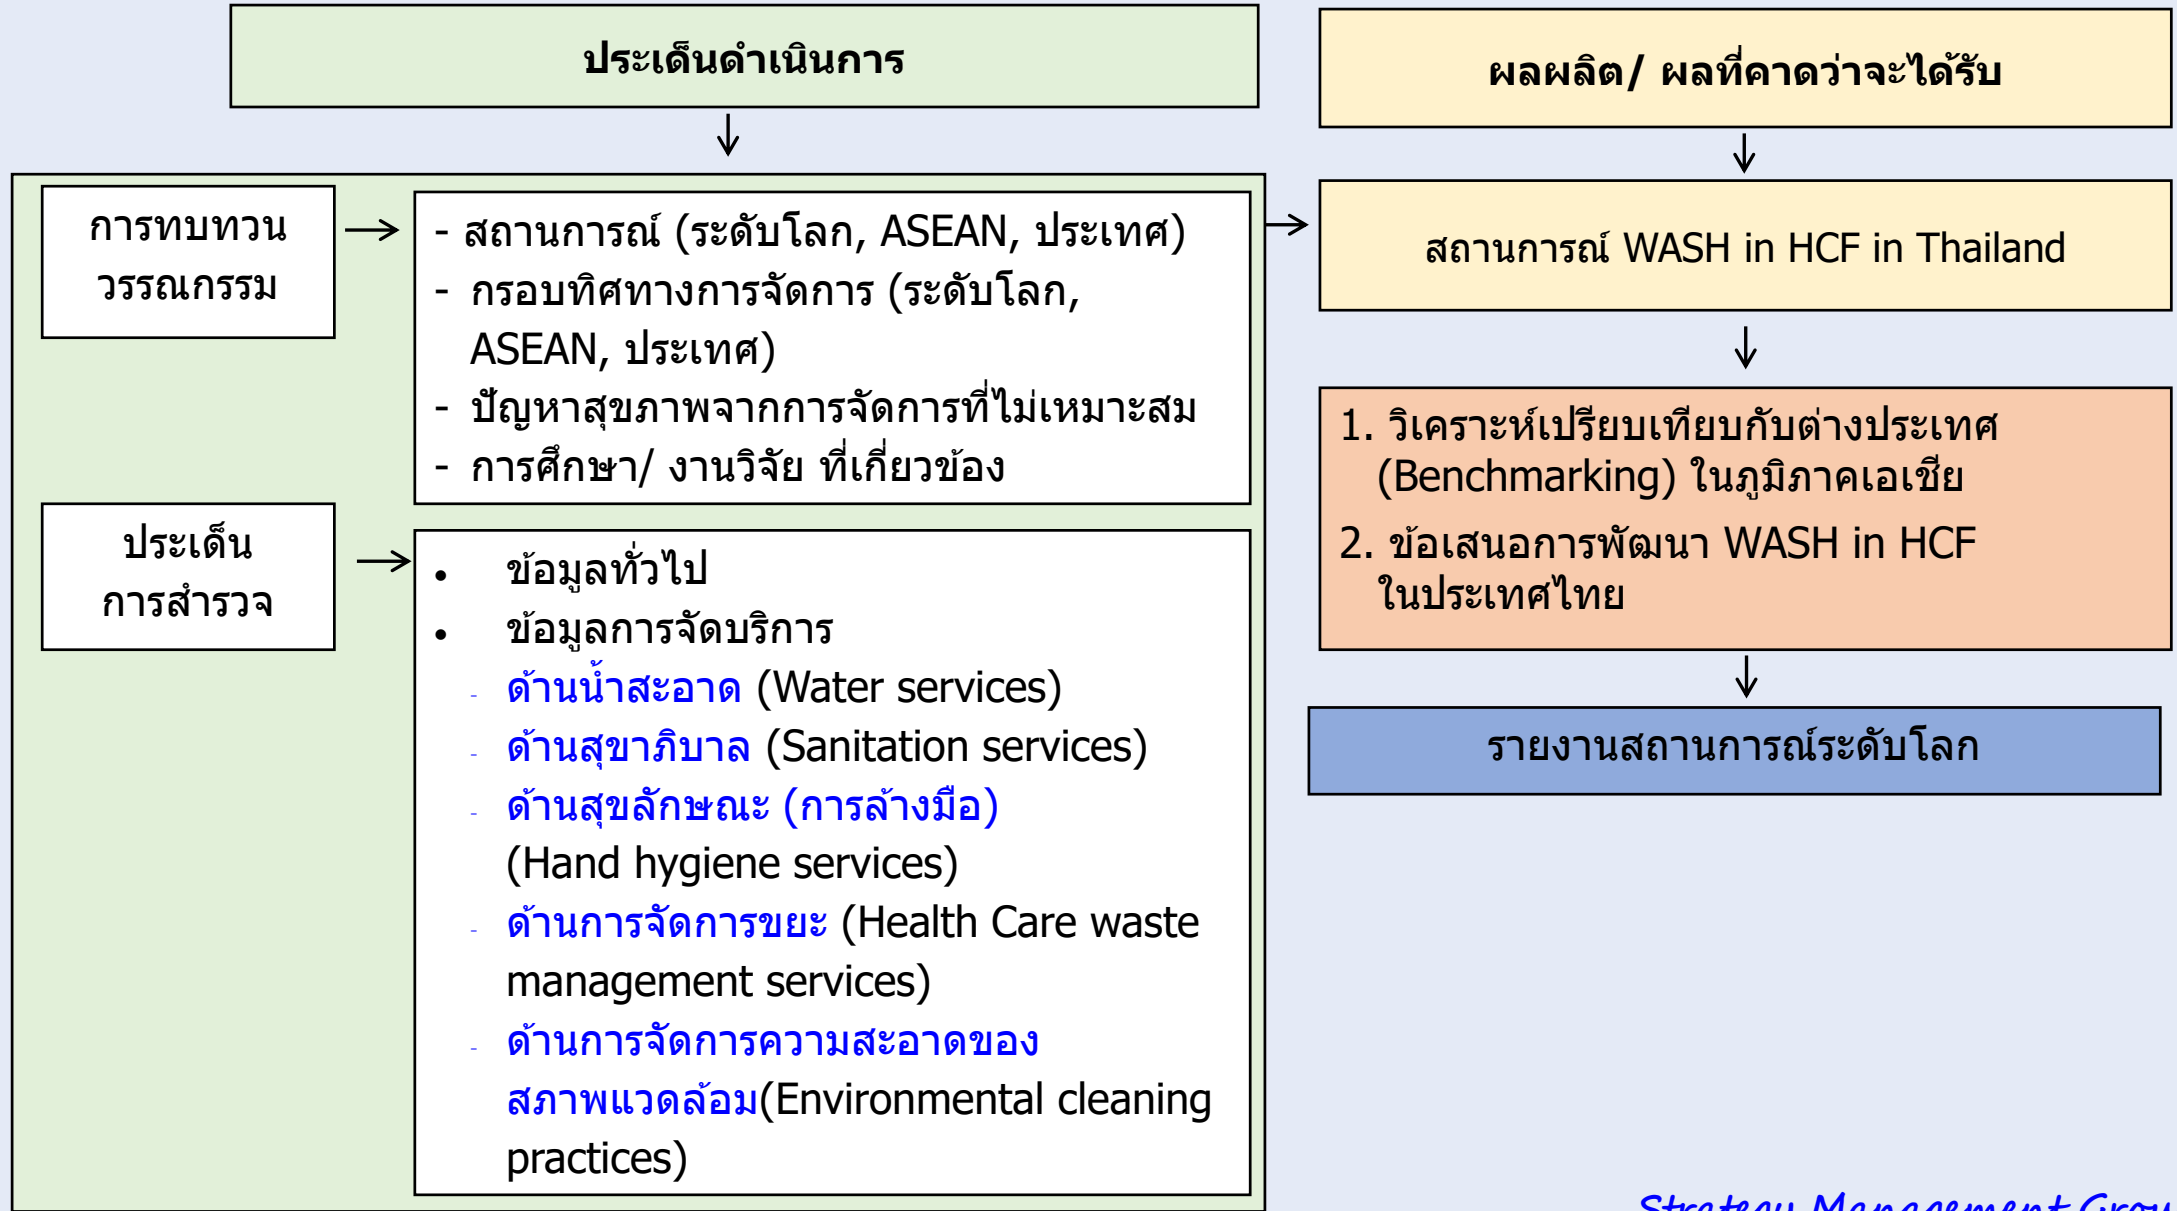 ประเด็นดำเนินการ
การทบทวน
วรรณกรรม
- สถานการณ์ (ระดับโลก, ASEAN, ประเทศ)
- กรอบทิศทางการจัดการ (ระดับโลก,
ASEAN, ประเทศ)
- ปัญหาสุขภาพจากการจัดการที่ไม่เหมาะสม
- การศึกษา/ งานวิจัย ที่เกี่ยวข้อง
ประเด็น
การสำรวจ
• ข้อมูลทั่วไป
• ข้อมูลการจัดบริการ
- ด้านน้ำสะอาด (Water services)
- ด้านสุขาภิบาล (Sanitation services)
- ด้านสุขลักษณะ (การล้างมือ)
(Hand hygiene services)
- ด้านการจัดการขยะ (Health Care waste
management services)
- ด้านการจัดการความสะอาดของ
สภาพแวดล้อม(Environmental cleaning
practices)
ผลผลิต/ ผลที่คาดว่าจะได้รับ
สถานการณ์ WASH in HCF in Thailand
1. วิเคราะห์เปรียบเทียบกับต่างประเทศ
(Benchmarking) ในภูมิภาคเอเชีย
2. ข้อเสนอการพัฒนา WASH in HCF
ในประเทศไทย
รายงานสถานการณ์ระดับโลก
Strategy Management Grou